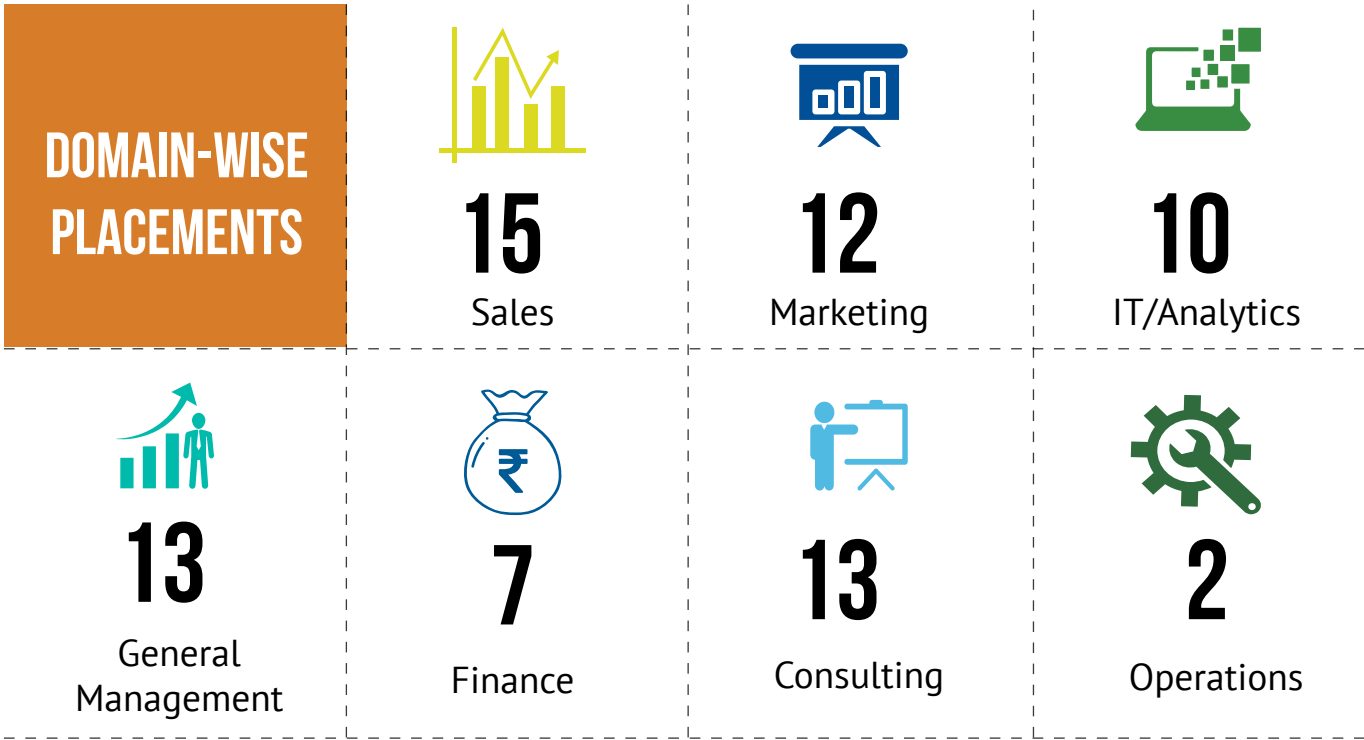 DOMAIN-WISE
PLACEMENTS
15
Sales
12
Marketing
10
IT/Analytics
13
General
Management
₹
7
Finance
13
Consulting
2
Operations